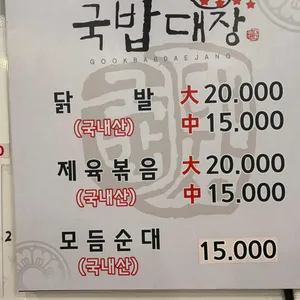 국밥대장
GOOKBABDAEJANG
닭 발 大 20.000
(국내산) 中 15.000
제육볶음 大 20.000
(국내산) 中 15.000
모듬순대 15.000
(국내산)
2